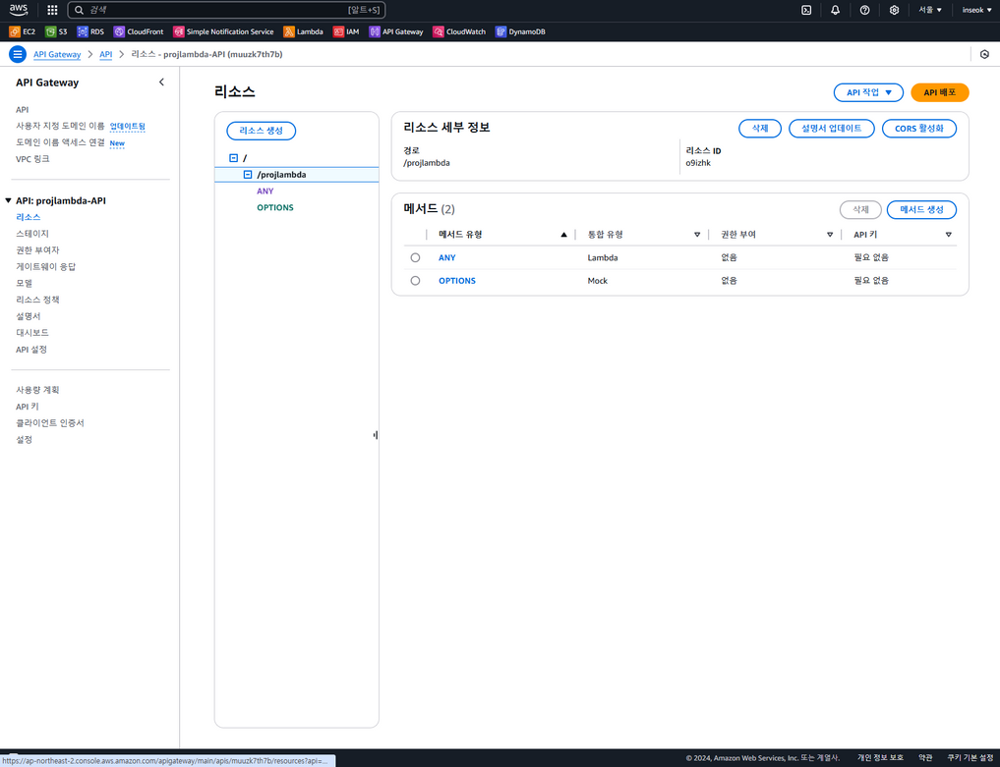 aws
검색
[알트+S]
서울 ▼
inseok ▼
EC2
S3
RDS
CloudFront
Simple Notification Service
Lambda
IAM
API Gateway
CloudWatch
DynamoDB
API Gateway > API > 리소스 - projlambda-API (muuzk7th7b)
API Gateway
API
사용자 지정 도메인 이름 업데이트됨
도메인 이름 액세스 연결 New
VPC 링크
API: projlambda-API
리소스
스테이지
권한 부여자
게이트웨이 응답
모델
리소스 정책
설명서
대시보드
API 설정
사용량 계획
API 키
클라이언트 인증서
설정
리소스
API 작업 ▼
API 배포
리소스 생성
/
/projlambda
ANY
OPTIONS
리소스 세부 정보
삭제
설명서 업데이트
CORS 활성화
경로
/projlambda
리소스 ID
o9izhk
메서드 (2)
삭제
메서드 생성
메서드 유형
통합 유형
권한 부여
API 키
ANY
Lambda
없음
필요 없음
OPTIONS
Mock
없음
필요 없음
https://ap-northeast-2.console.aws.amazon.com/apigateway/main/apis/muuzk7th7b/resources?api=...
© 2024, Amazon Web Services, Inc. 또는 계열사.
개인 정보 보호
약관
쿠키 기본 설정